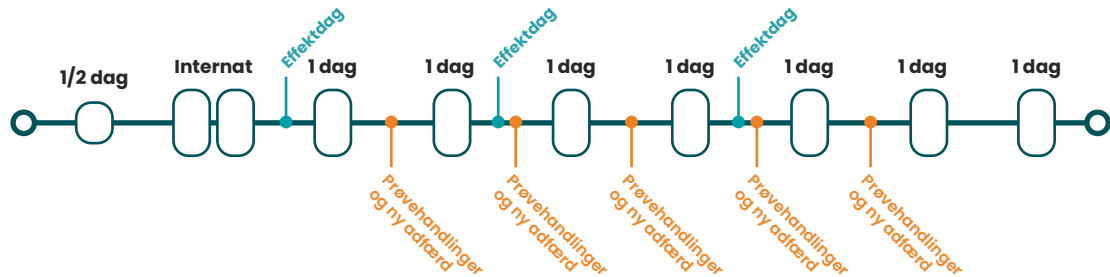 1/2 dag
Internat
Effektdag
1 dag
1 dag
Effektdag
1 dag
1 dag
Effektdag
1 dag
1 dag
1 dag
Prøvehandlinger
og ny adfærd
Prøvehandlinger
og ny adfærd
Prøvehandlinger
og ny adfærd
Prøvehandlinger
og ny adfærd
Prøvehandlinger
og ny adfærd